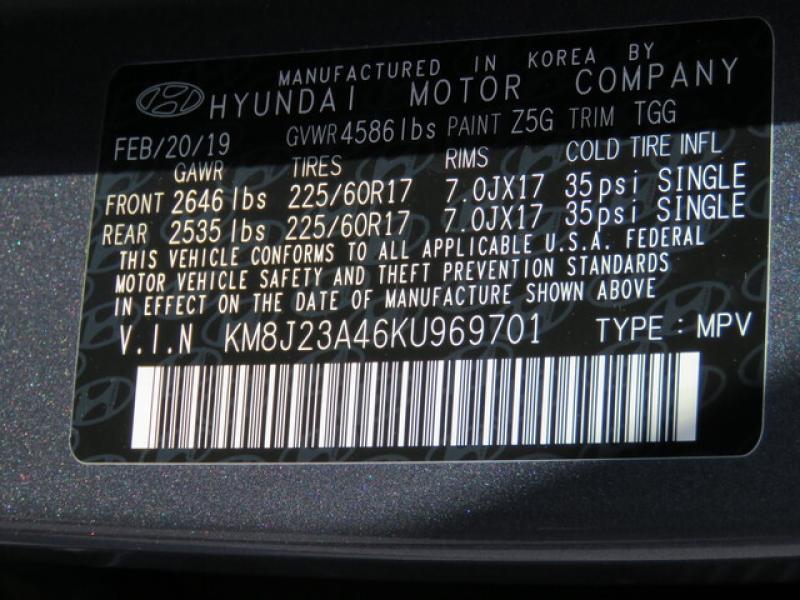 MANUFACTURED IN KOREA BY
HYUNDAI MOTOR COMPANY
FEB/20/19 GVWR 4586 lbs PAINT Z5G TRIM TGG
GAWR TIRES RIMS COLD TIRE INFL
FRONT 2646 lbs 225/60R17 7.0JX17 35psi SINGLE
REAR 2535 lbs 225/60R17 7.0JX17 35psi SINGLE
THIS VEHICLE CONFORMS TO ALL APPLICABLE U.S.A. FEDERAL
MOTOR VEHICLE SAFETY AND THEFT PREVENTION STANDARDS
IN EFFECT ON THE DATE OF MANUFACTURE SHOWN ABOVE
V.I.N KM8J23A46KU969701 TYPE : MPV